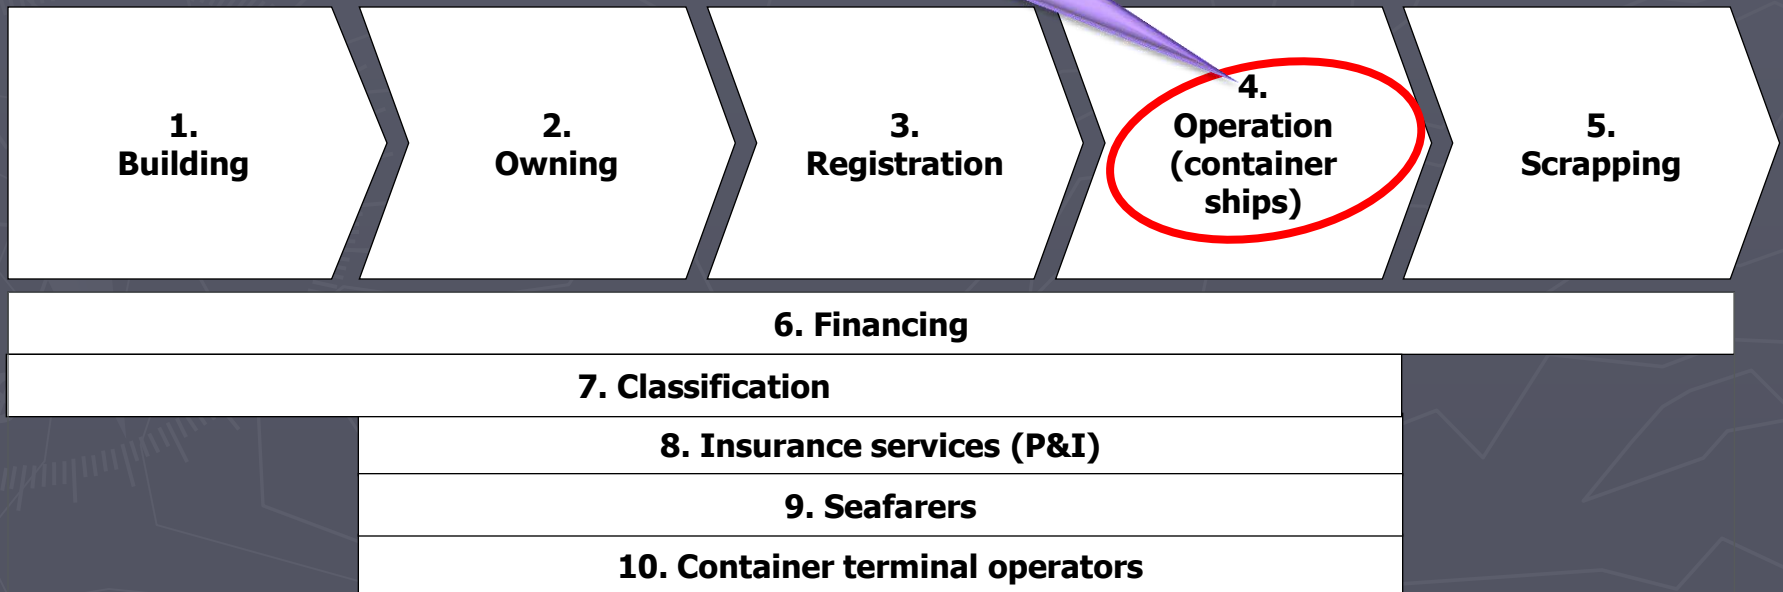 1.
Building
2.
Owning
3.
Registration
4.
Operation
(container
ships)
5.
Scrapping
6. Financing
7. Classification
8. Insurance services (P&I)
9. Seafarers
10. Container terminal operators